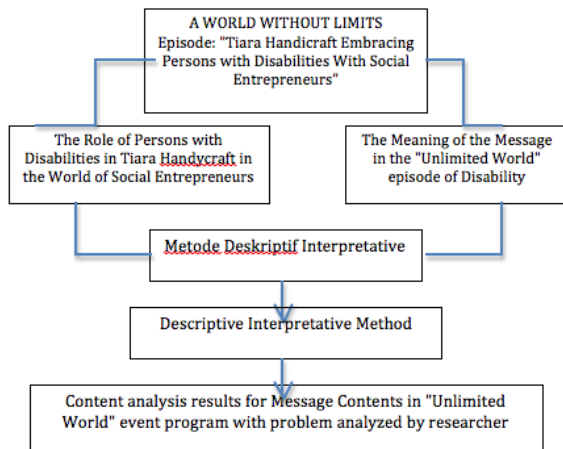 A WORLD WITHOUT LIMITS
Episode: "Tiara Handicraft Embracing
Persons with Disabilities With Social
Entrepreneurs"
The Role of Persons with
Disabilities in Tiara Handycraft in
the World of Social Entrepreneurs
The Meaning of the Message
in the "Unlimited World"
episode of Disability
Metode Deskriptif Interpretative
Descriptive Interpretative Method
Content analysis results for Message Contents in "Unlimited
World" event program with problem analyzed by researcher